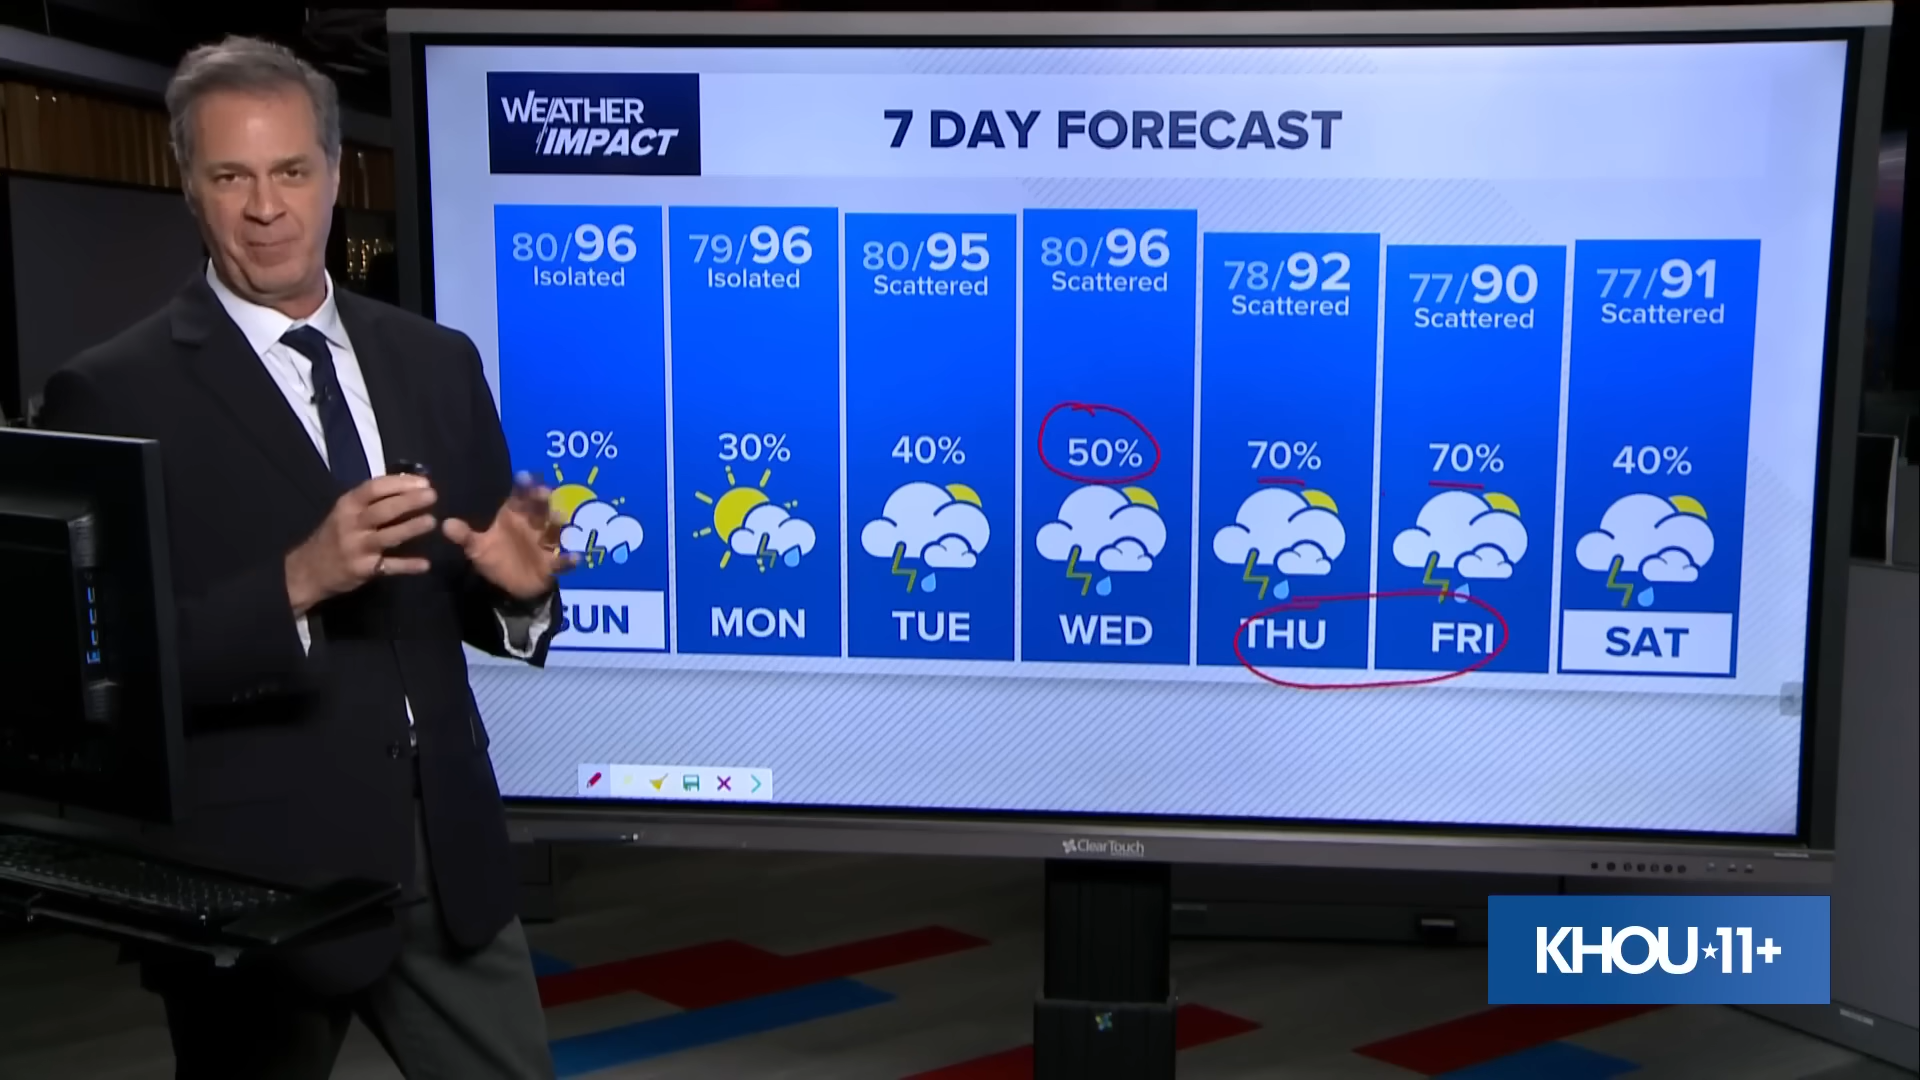 WEATHER
IMPACT
7 DAY FORECAST
80/96
Isolated
30%
SUN
79/96
Isolated
30%
MON
80/95
Scattered
40%
TUE
80/96
Scattered
50%
WED
78/92
Scattered
70%
THU
77/90
Scattered
70%
FRI
77/91
Scattered
40%
SAT
ClearTouch
KHOU★11+